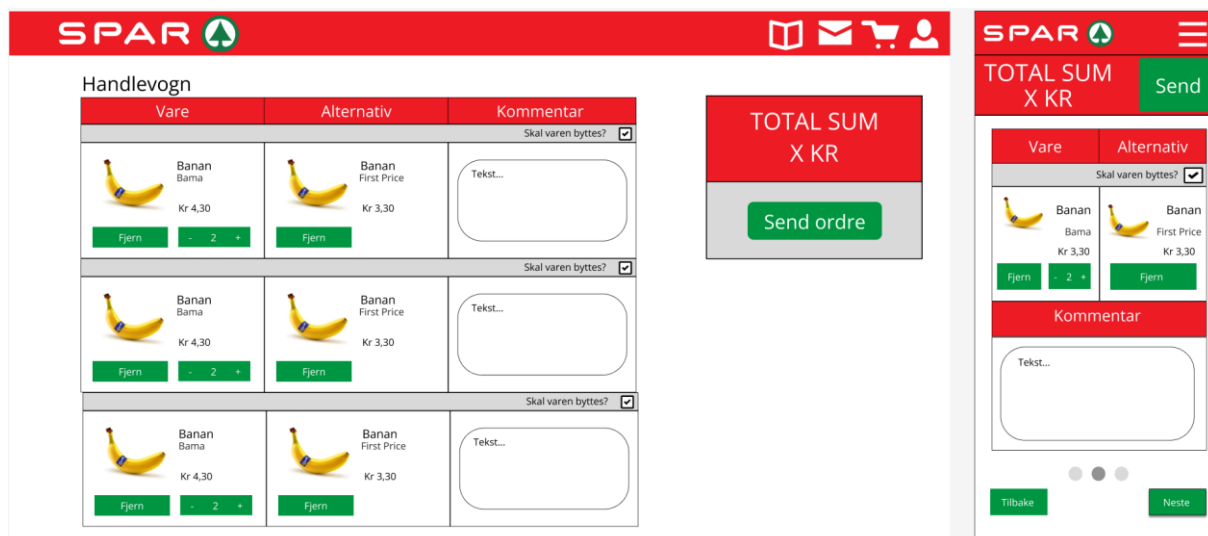 SPAR
Handlevogn
Vare Alternativ Kommentar
Skal varen byttes?
Banan
Bama
Kr 4,30
Fjern - 2 +
Banan
First Price
Kr 3,30
Fjern
Tekst...
Skal varen byttes?
Banan
Bama
Kr 4,30
Fjern - 2 +
Banan
First Price
Kr 3,30
Fjern
Tekst...
Skal varen byttes?
Banan
Bama
Kr 4,30
Fjern - 2 +
Banan
First Price
Kr 3,30
Fjern
Tekst...
TOTAL SUM
X KR
Send ordre
SPAR
TOTAL SUM
X KR
Send
Vare Alternativ
Skal varen byttes?
Banan
Bama
Kr 3,30
Fjern - 2 +
Banan
First Price
Kr 3,30
Fjern
Kommentar
Tekst...
Tilbake Neste